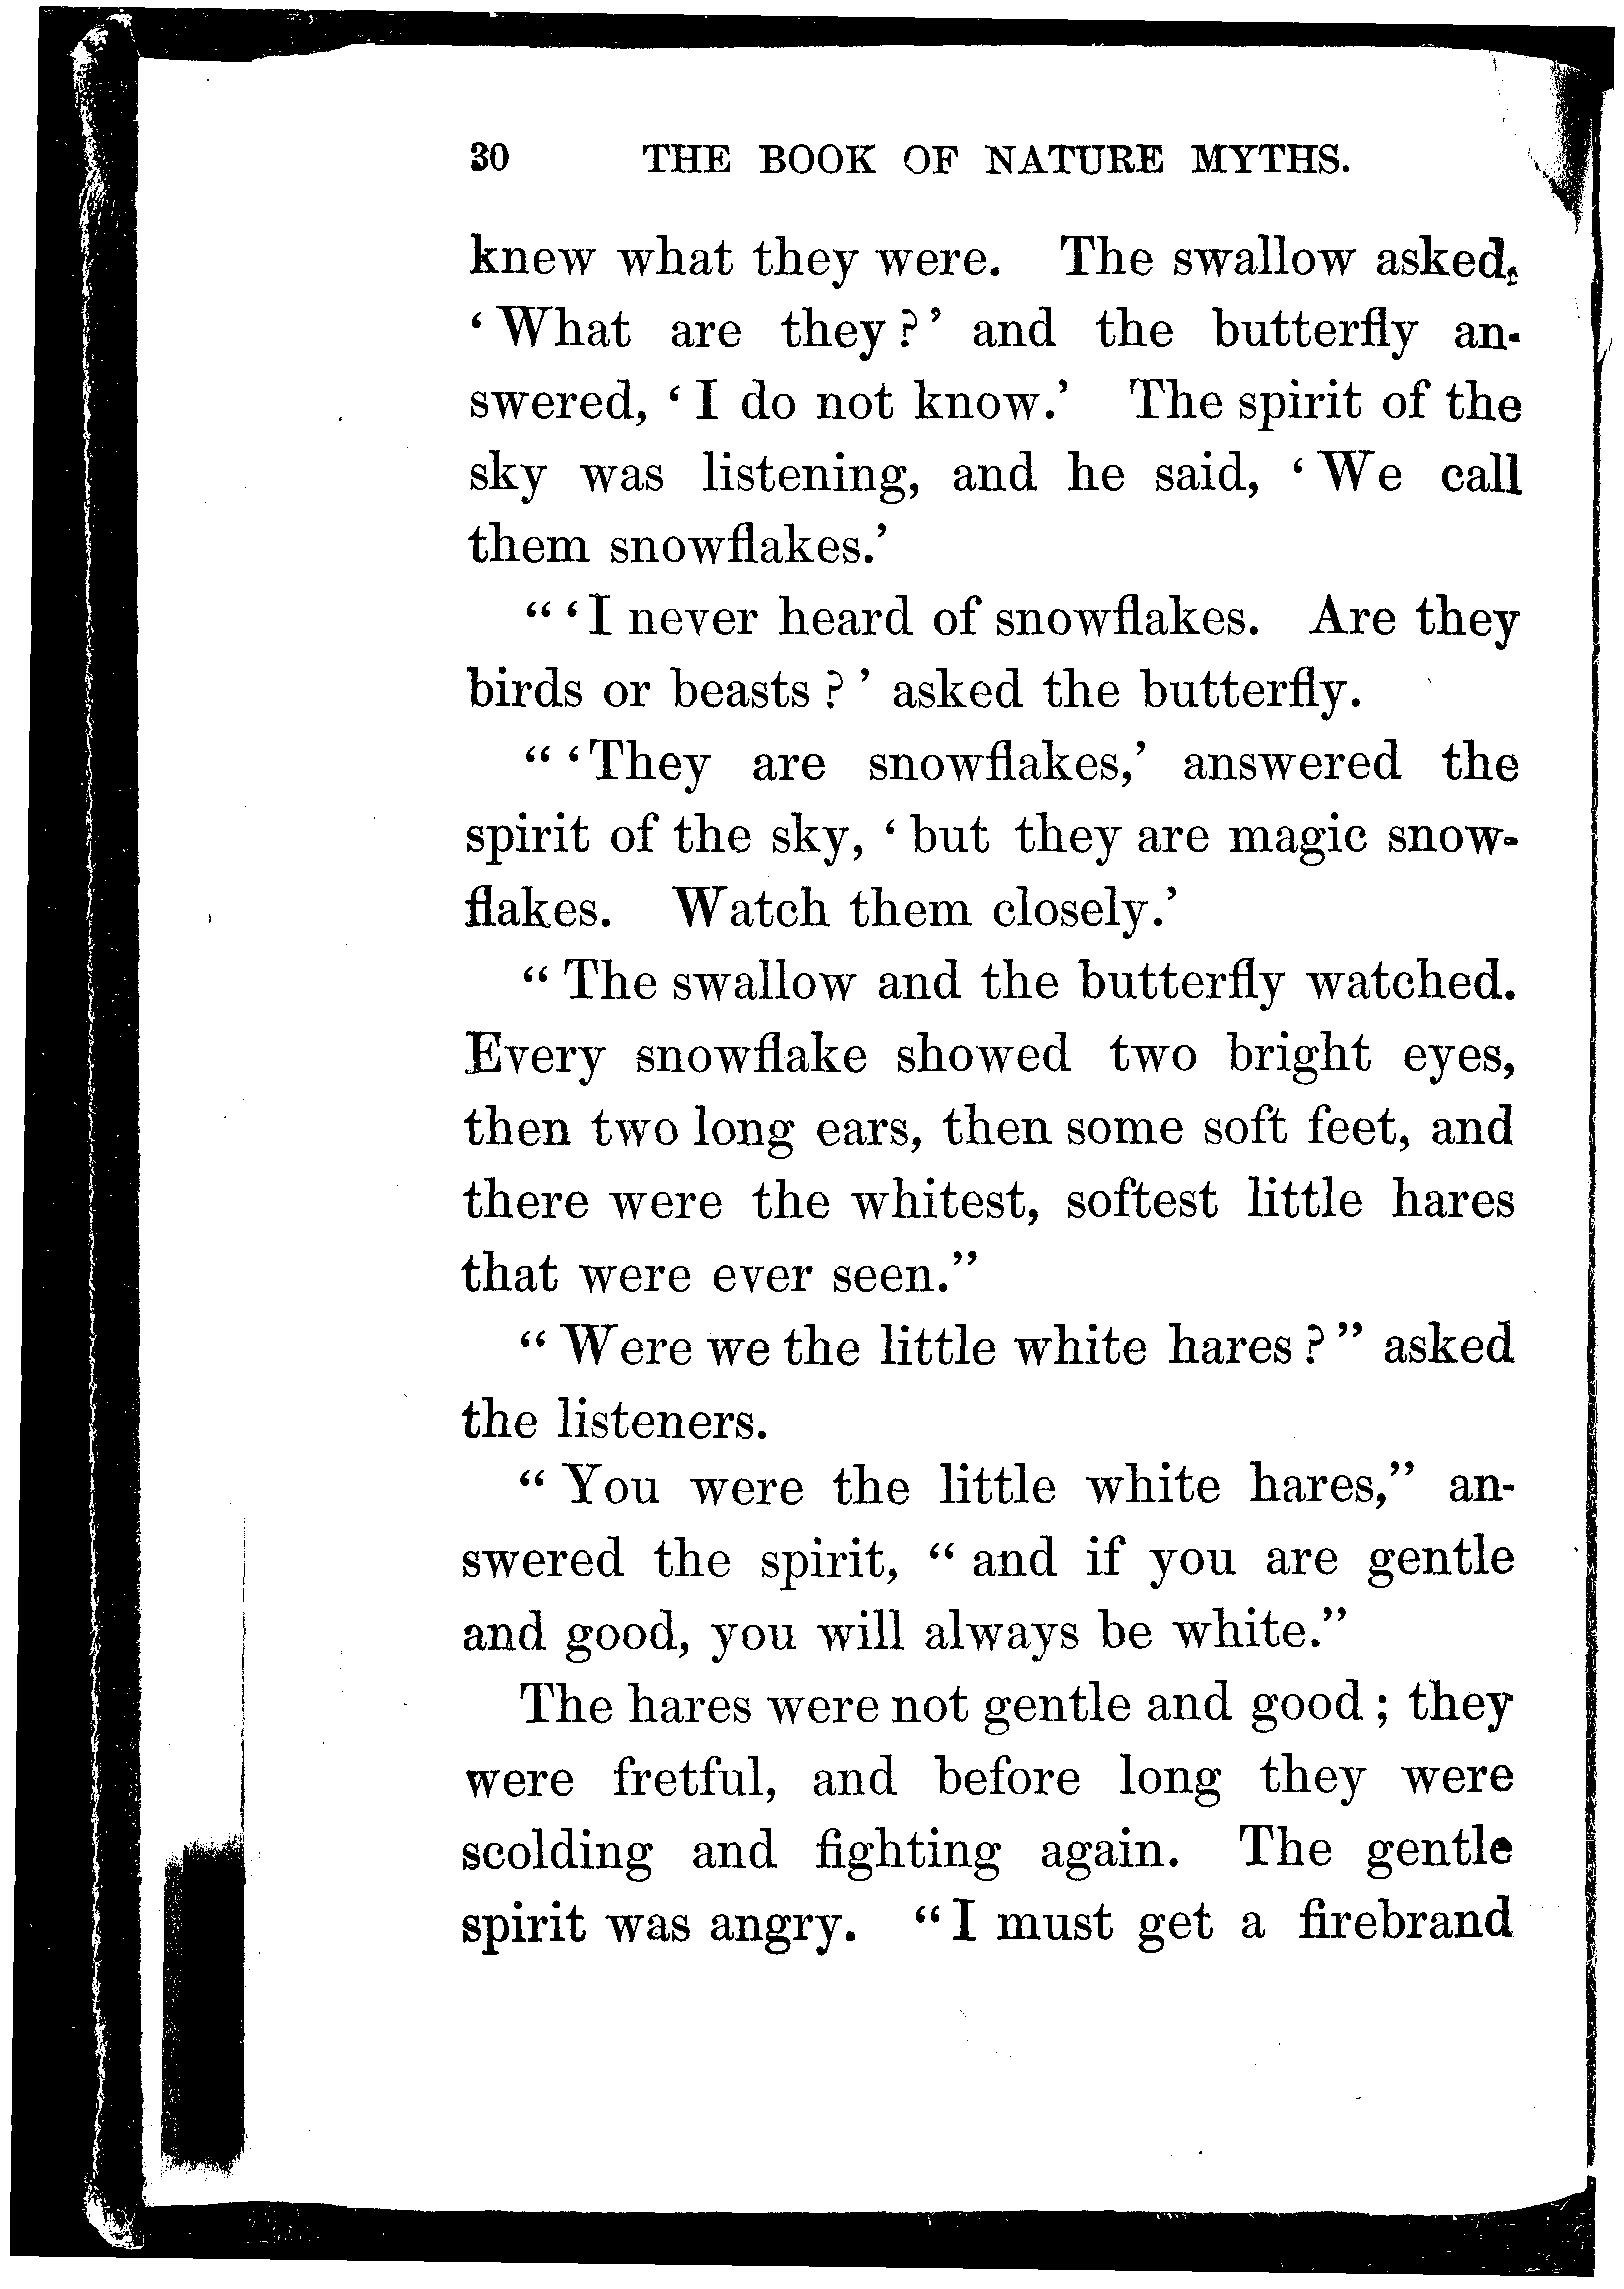 30 THE BOOK OF NATURE MYTHS.
knew what they were. The swallow asked,
‘What are they?’ and the butterfly an-
swered, ‘I do not know.’ The spirit of the
sky was listening, and he said, ‘We call
them snowflakes.’
“‘I never heard of snowflakes. Are they
birds or beasts?’ asked the butterfly.
“‘They are snowflakes,’ answered the
spirit of the sky, ‘but they are magic snow-
flakes. Watch them closely.’
“The swallow and the butterfly watched.
Every snowflake showed two bright eyes,
then two long ears, then some soft feet, and
there were the whitest, softest little hares
that were ever seen.”
“Were we the little white hares?” asked
the listeners.
“You were the little white hares,” an-
swered the spirit, “and if you are gentle
and good, you will always be white.”
The hares were not gentle and good; they
were fretful, and before long they were
scolding and fighting again. The gentle
spirit was angry. “I must get a firebrand